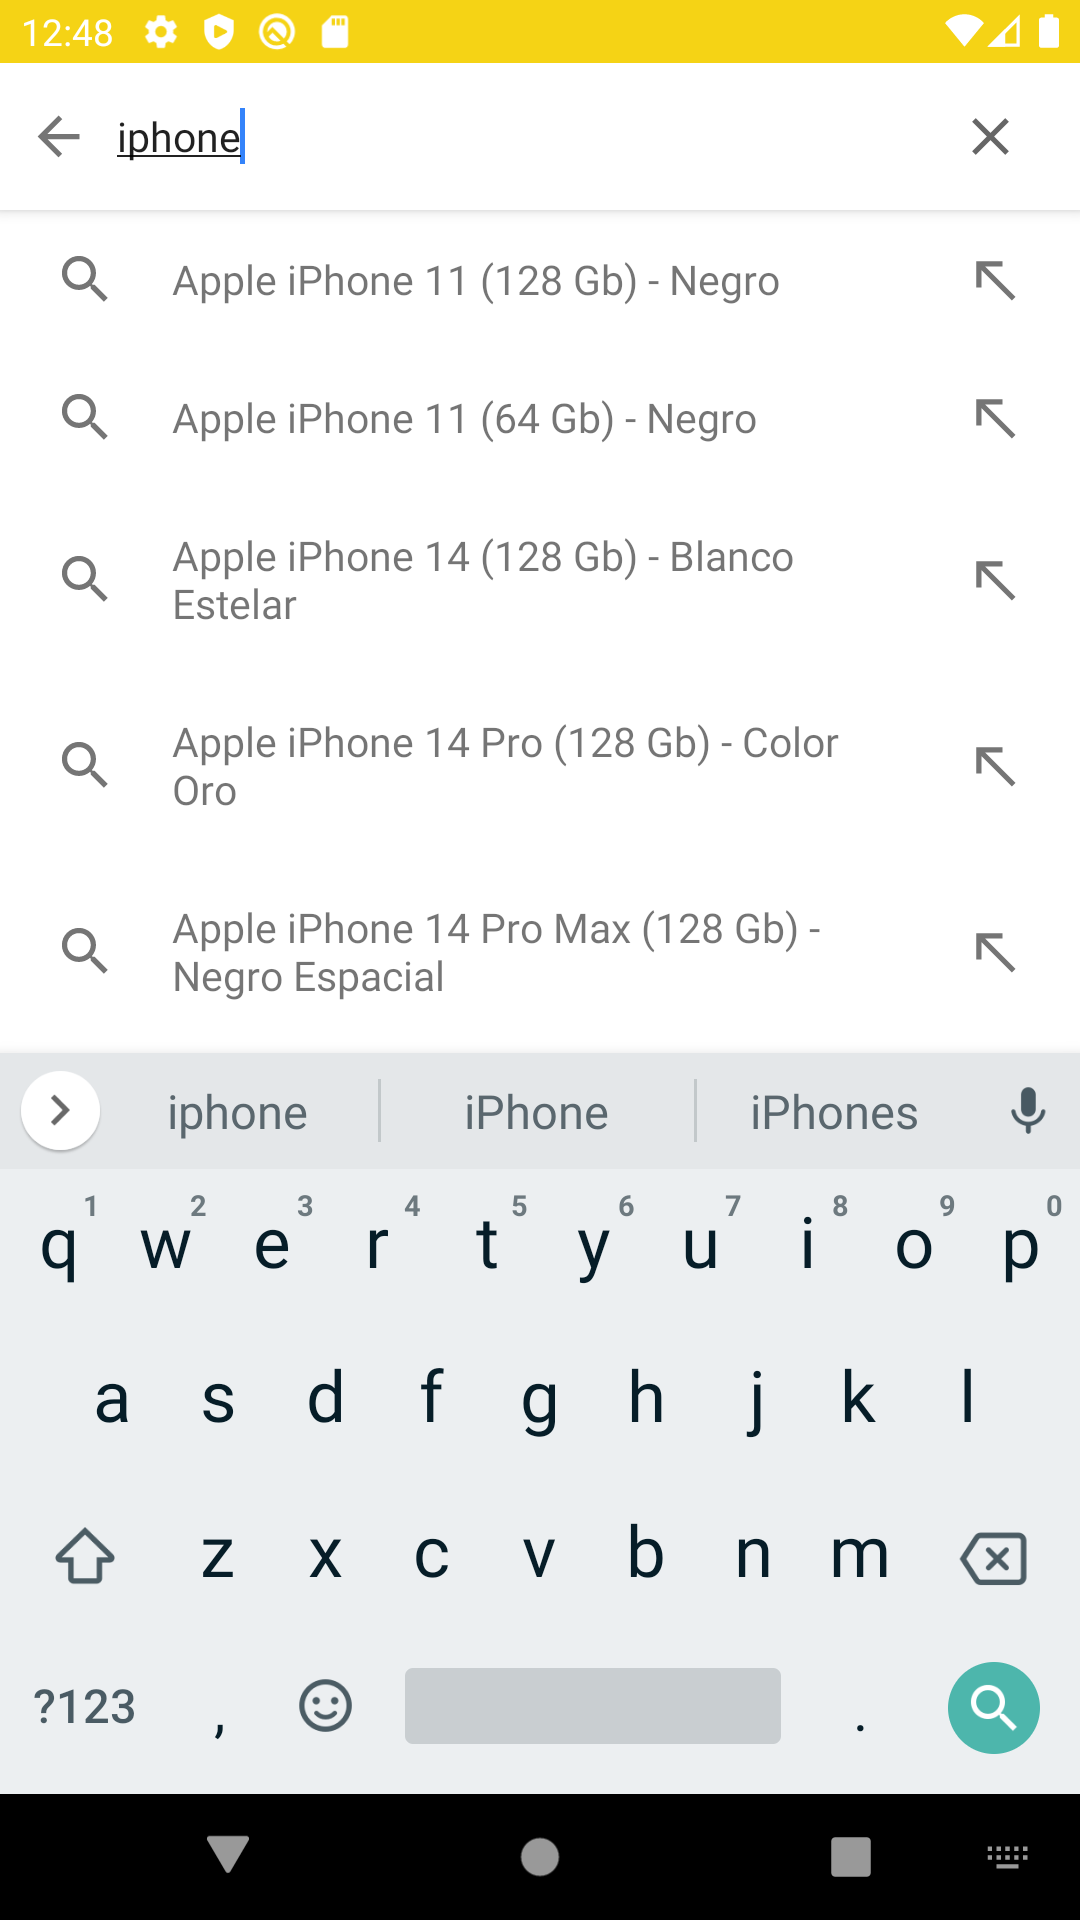 12:48
iphone
Apple iPhone 11 (128 Gb) - Negro
Apple iPhone 11 (64 Gb) - Negro
Apple iPhone 14 (128 Gb) - Blanco
Estelar
Apple iPhone 14 Pro (128 Gb) - Color
Oro
Apple iPhone 14 Pro Max (128 Gb) -
Negro Espacial
iphone iPhone iPhones
1 2 3 4 5 6 7 8 9 0
q w e r t y u i o p
a s d f g h j k l
z x c v b n m
?123 , .